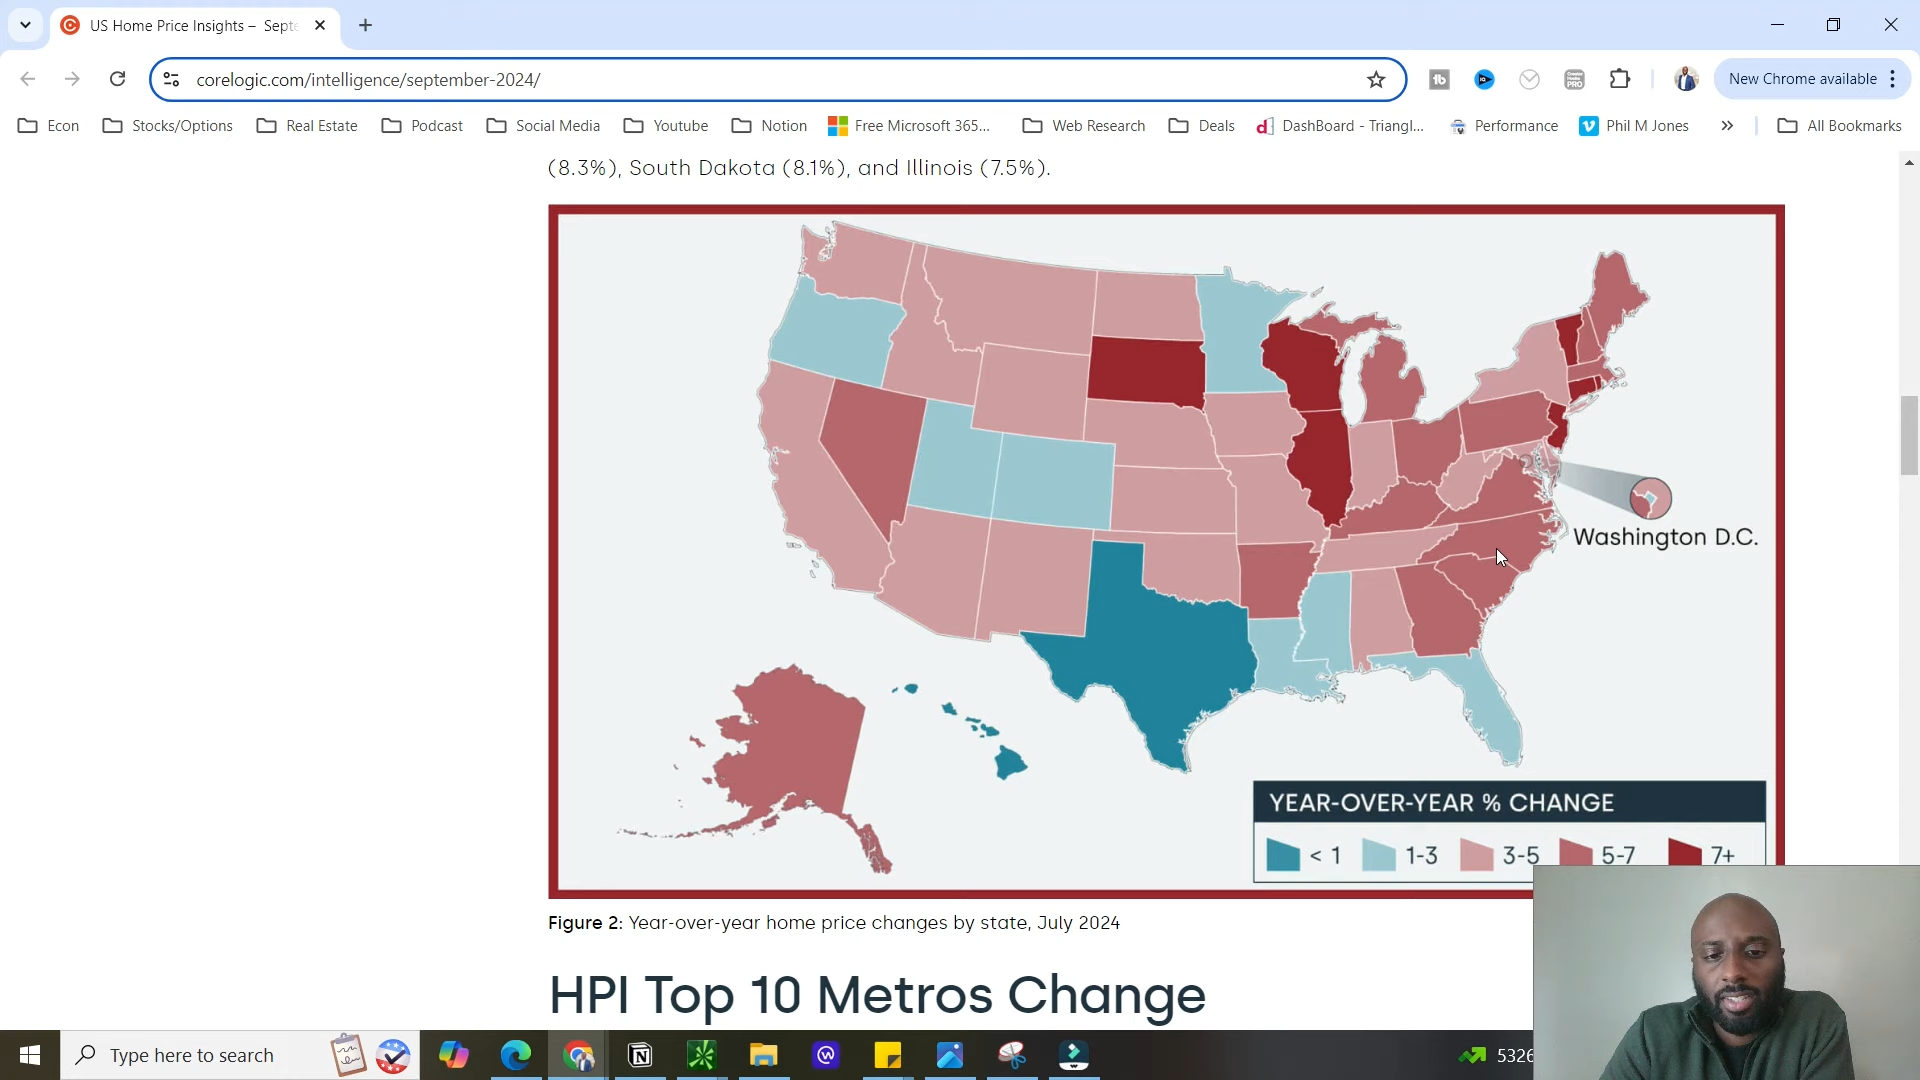 US Home Price Insights – Septe
corelogic.com/intelligence/september-2024/
New Chrome available
Econ
Stocks/Options
Real Estate
Podcast
Social Media
Youtube
Notion
Free Microsoft 365...
Web Research
Deals
DashBoard - Triangl...
Performance
Phil M Jones
All Bookmarks
(8.3%), South Dakota (8.1%), and Illinois (7.5%).
Washington D.C.
YEAR-OVER-YEAR % CHANGE
< 1
1-3
3-5
5-7
7+
Figure 2: Year-over-year home price changes by state, July 2024
HPI Top 10 Metros Change
Type here to search
5326